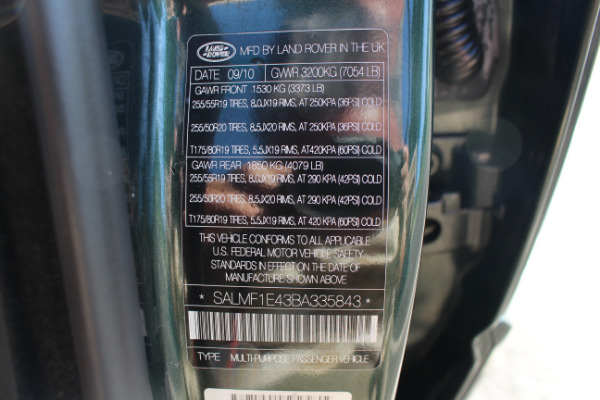 LAND ROVER MFD BY LAND ROVER IN THE UK
DATE 09/10 GVWR 3200KG (7054 LB)
GAWR FRONT 1530 KG (3373 LB)
255/55R19 TIRES, 8.0JX19 RIMS, AT 250KPA (36PSI) COLD
255/50R20 TIRES, 8.5JX20 RIMS, AT 250KPA (36PSI) COLD
T175/80R19 TIRES, 5.5JX19 RIMS, AT420KPA (60PSI) COLD
GAWR REAR 1850 KG (4079 LB)
255/55R19 TIRES, 8.0JX19 RIMS, AT 290 KPA (42PSI) COLD
255/50R20 TIRES, 8.5JX20 RIMS, AT 290 KPA (42PSI) COLD
T175/80R19 TIRES, 5.5JX19 RIMS, AT 420 KPA (60PSI) COLD
THIS VEHICLE CONFORMS TO ALL APPLICABLE
U.S. FEDERAL MOTOR VEHICLE SAFETY
STANDARDS IN EFFECT ON THE DATE OF
MANUFACTURE SHOWN ABOVE
* SALMF1E43BA335843 *
TYPE MULTI-PURPOSE PASSENGER VEHICLE